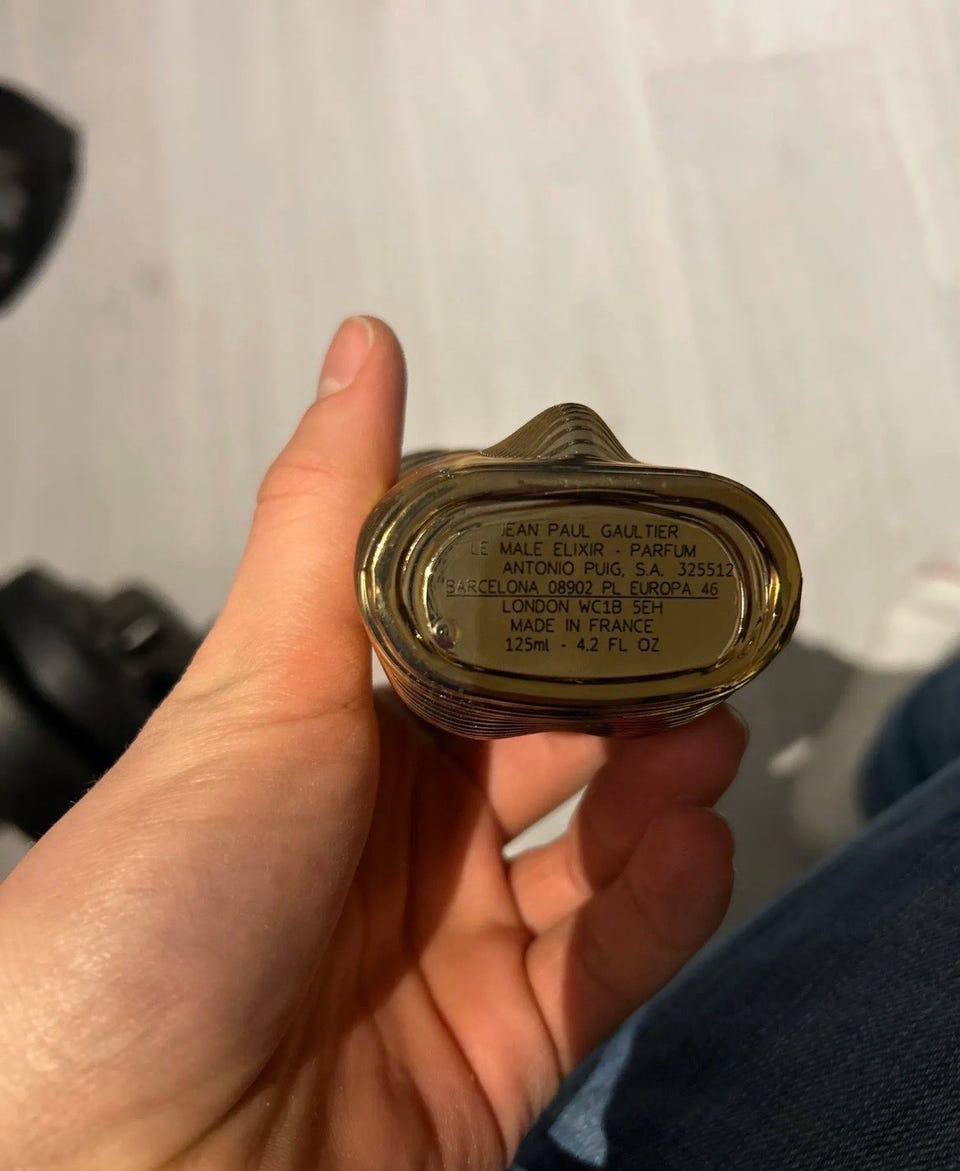 JEAN PAUL GAULTIER
LE MALE ELIXIR - PARFUM
ANTONIO PUIG, S.A. 325512
BARCELONA 08902 PL EUROPA 46
LONDON WC1B 5EH
MADE IN FRANCE
125ml - 4.2 FL OZ